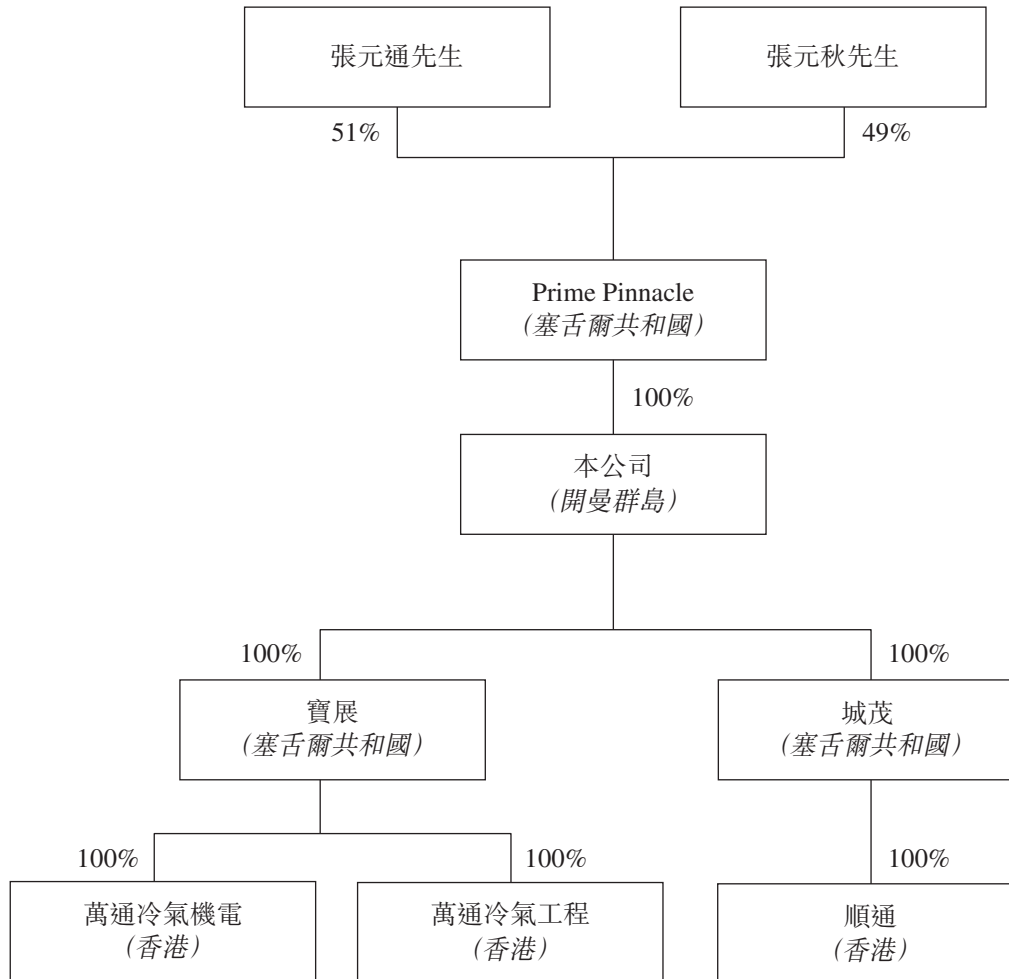 張元通先生
張元秋先生
51%
49%
Prime Pinnacle
(塞舌爾共和國)
100%
本公司
(開曼群島)
100%
100%
寶展
(塞舌爾共和國)
城茂
(塞舌爾共和國)
100%
100%
100%
萬通冷氣機電
(香港)
萬通冷氣工程
(香港)
順通
(香港)